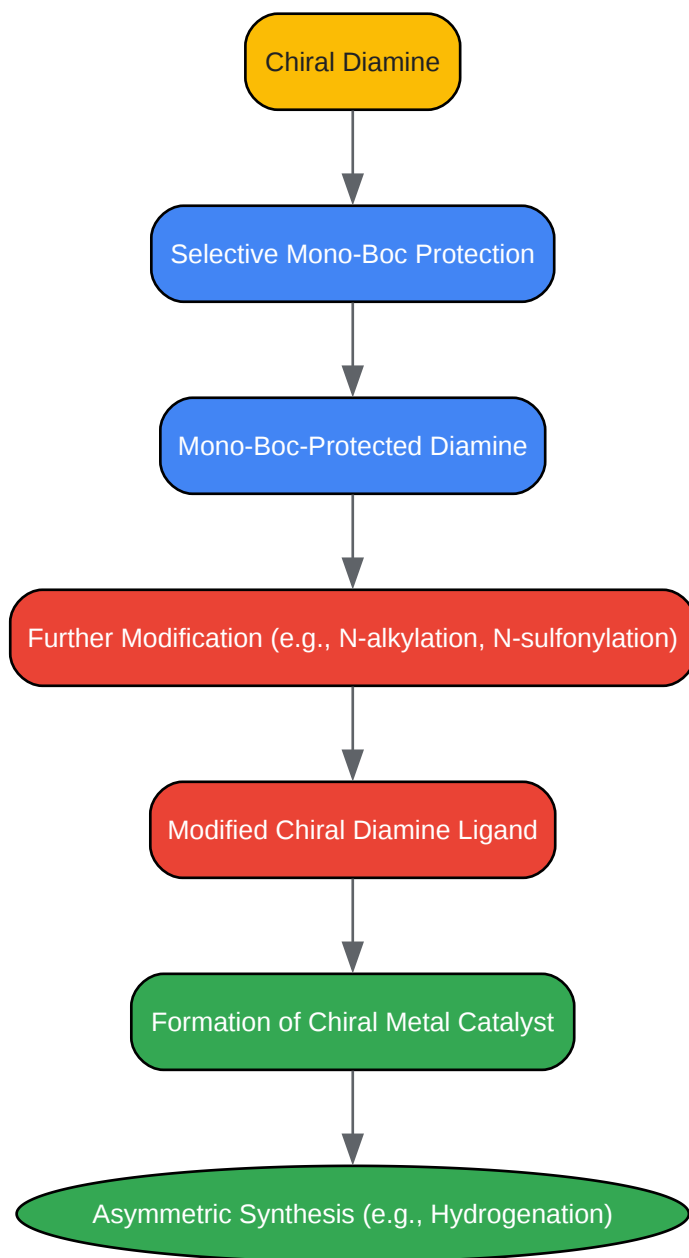 Chiral Diamine
Selective Mono-Boc Protection
Mono-Boc-Protected Diamine
Further Modification (e.g., N-alkylation, N-sulfonylation)
Modified Chiral Diamine Ligand
Formation of Chiral Metal Catalyst
Asymmetric Synthesis (e.g., Hydrogenation)